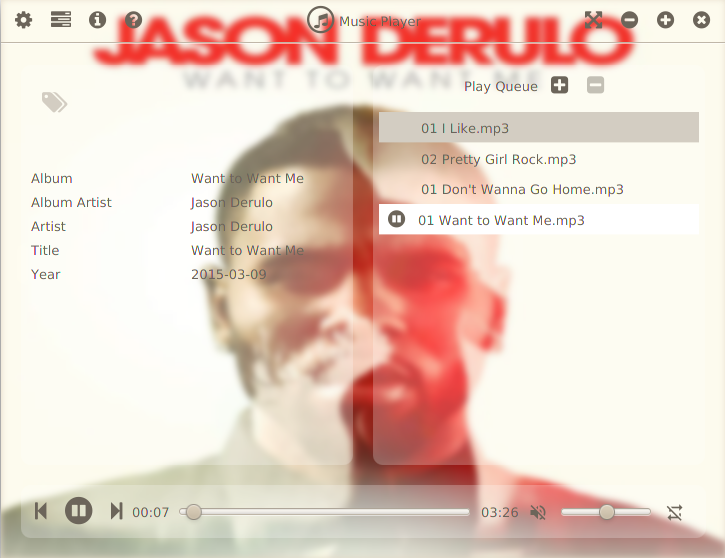 Music Player
JASON DERULO
WANT TO WANT ME
Play Queue
01 I Like.mp3
02 Pretty Girl Rock.mp3
01 Don't Wanna Go Home.mp3
01 Want to Want Me.mp3
Album Want to Want Me
Album Artist Jason Derulo
Artist Jason Derulo
Title Want to Want Me
Year 2015-03-09
00:07 03:26